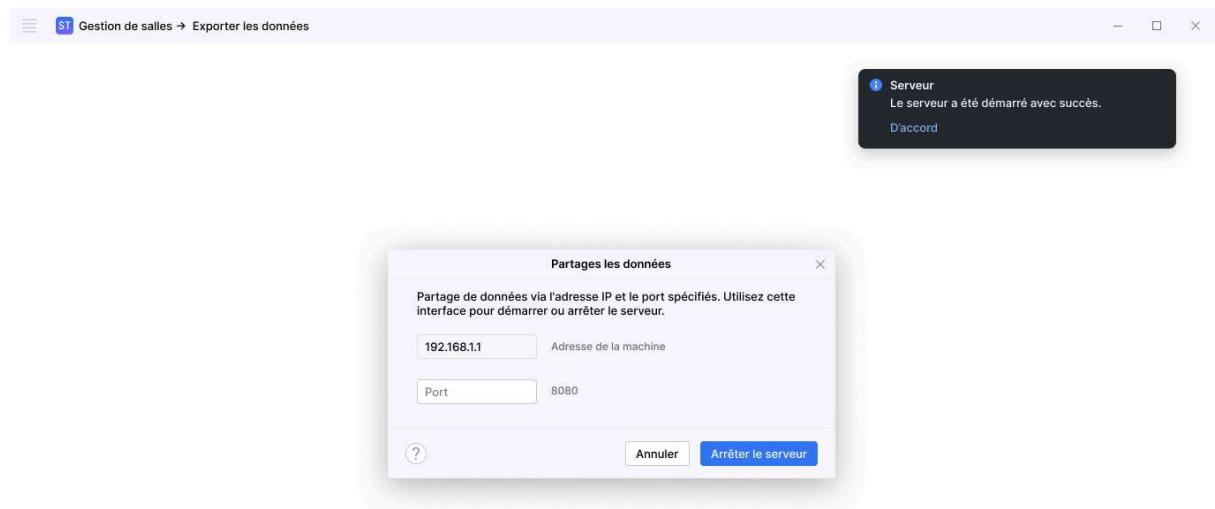 ST Gestion de salles → Exporter les données
Serveur
Le serveur a été démarré avec succès.
D'accord
Partages les données
Partage de données via l'adresse IP et le port spécifiés. Utilisez cette
interface pour démarrer ou arrêter le serveur.
192.168.1.1 Adresse de la machine
Port 8080
? Annuler Arrêter le serveur